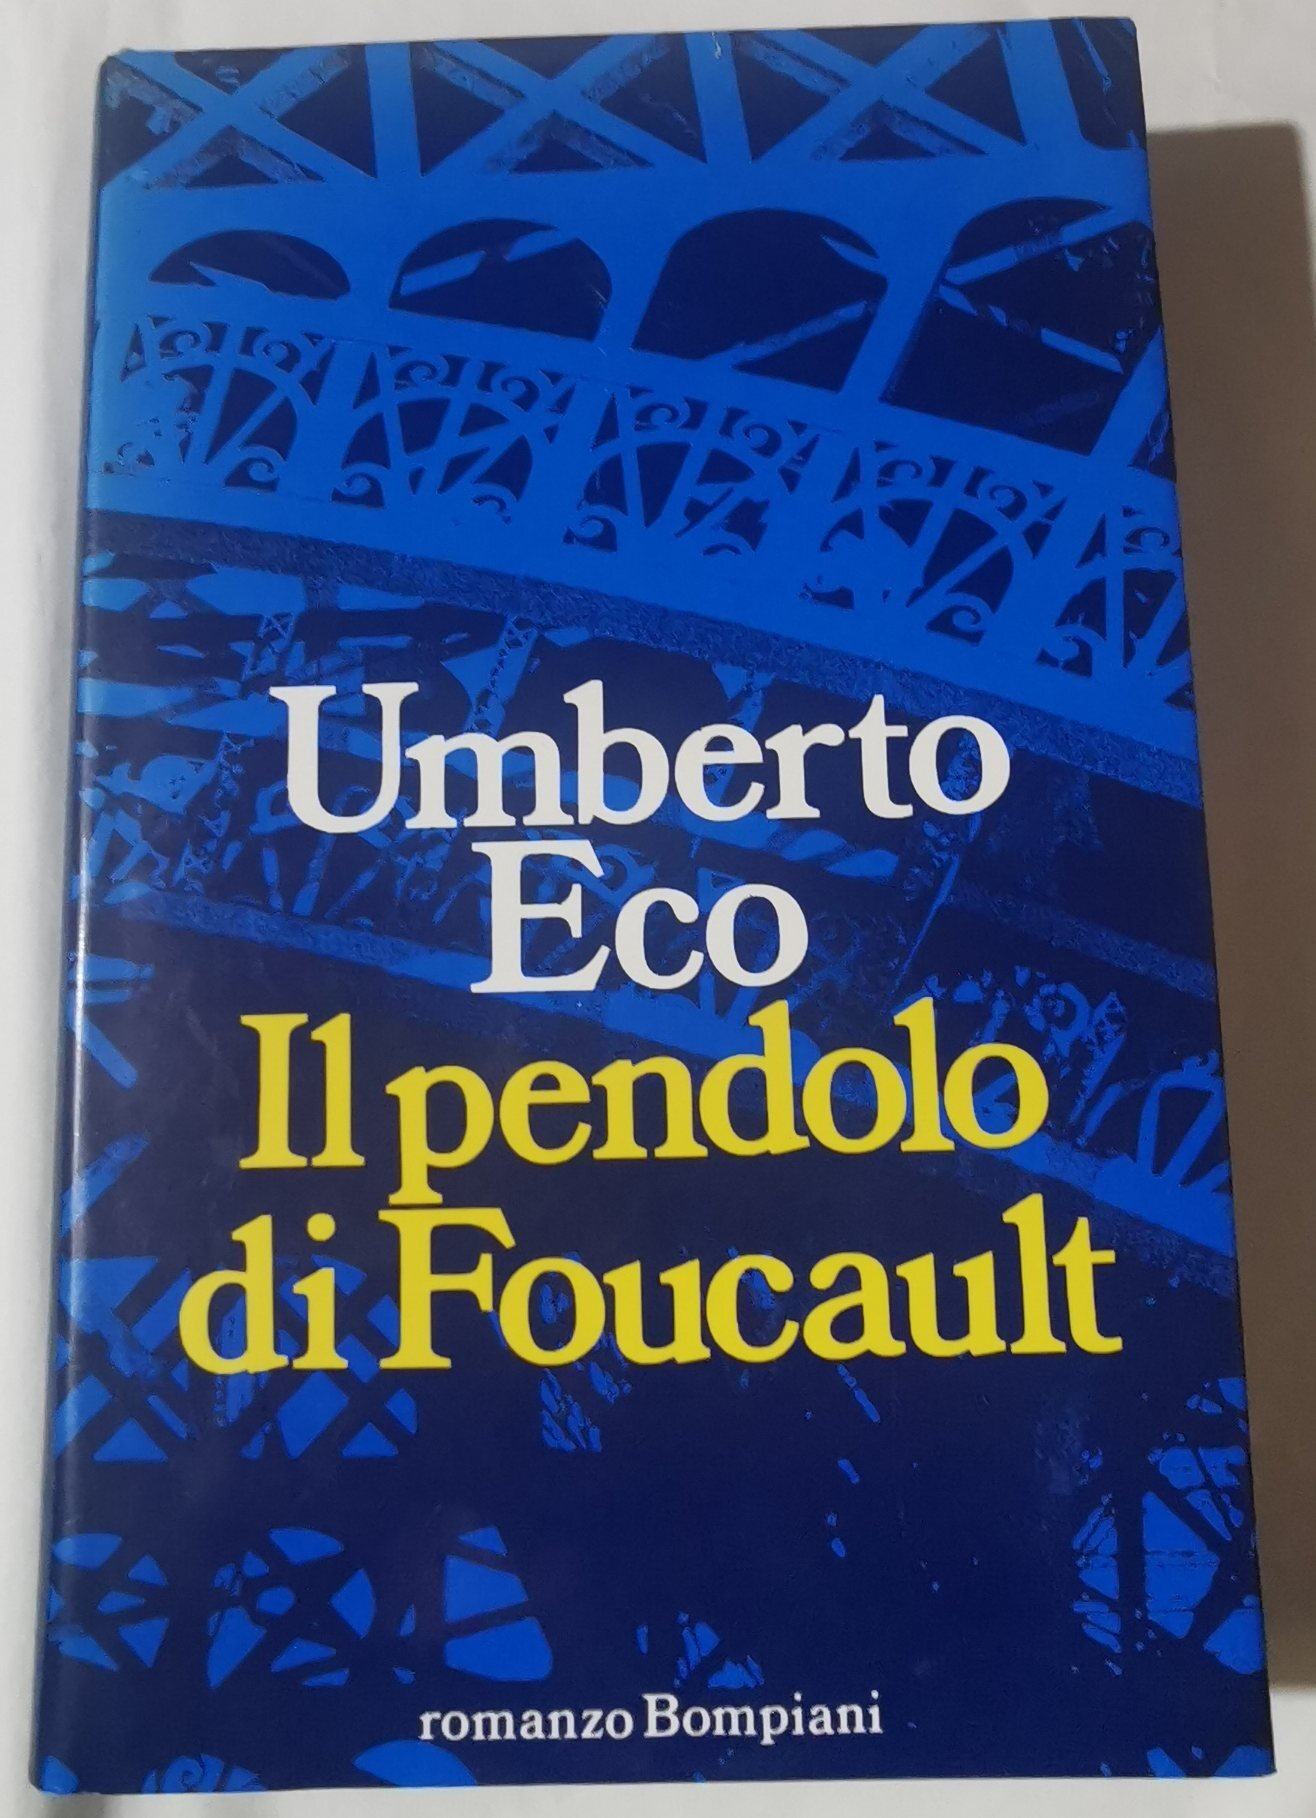 Umberto
Eco
Il pendolo
di Foucault
romanzo Bompiani